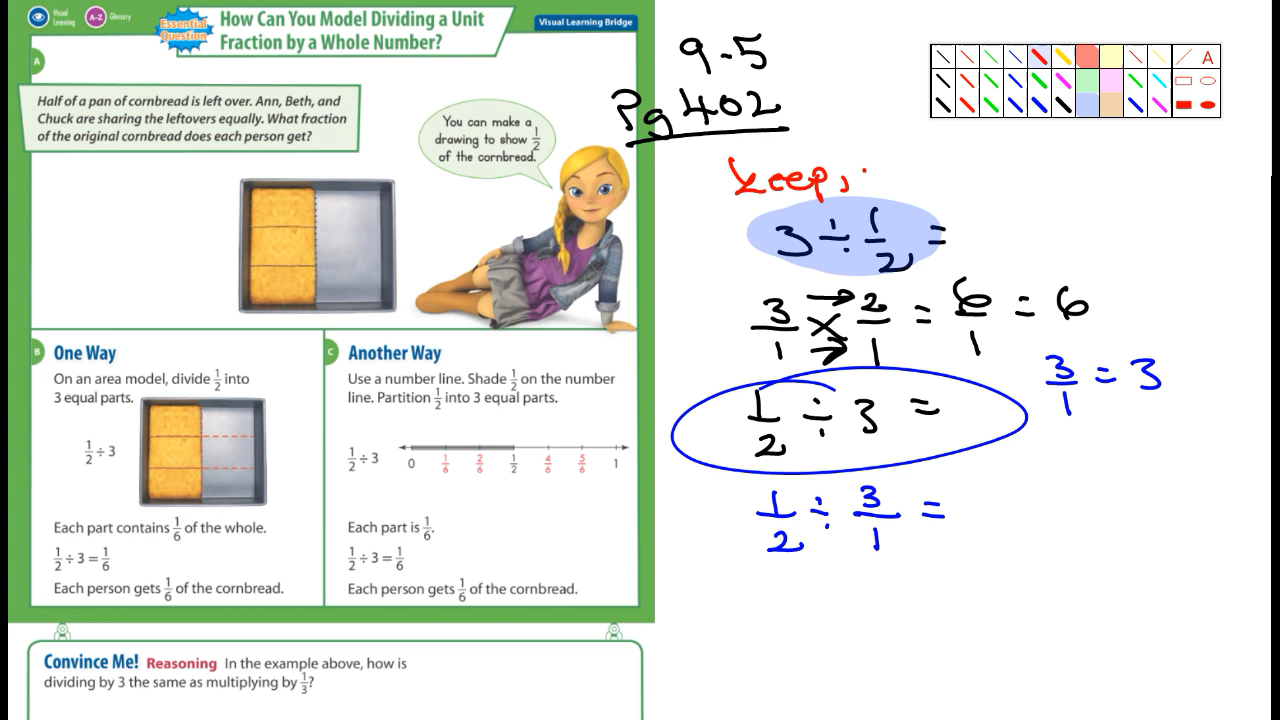 Visual Learning
A-Z Glossary
Essential Question
How Can You Model Dividing a Unit
Fraction by a Whole Number?
Visual Learning Bridge
A
Half of a pan of cornbread is left over. Ann, Beth, and
Chuck are sharing the leftovers equally. What fraction
of the original cornbread does each person get?
You can make a
drawing to show 1/2
of the cornbread.
B One Way
On an area model, divide 1/2 into
3 equal parts.
1/2 ÷ 3
Each part contains 1/6 of the whole.
1/2 ÷ 3 = 1/6
Each person gets 1/6 of the cornbread.
C Another Way
Use a number line. Shade 1/2 on the number
line. Partition 1/2 into 3 equal parts.
1/2 ÷ 3
0 1/6 2/6 1/2 4/6 5/6 1
Each part is 1/6.
1/2 ÷ 3 = 1/6
Each person gets 1/6 of the cornbread.
Convince Me! Reasoning In the example above, how is
dividing by 3 the same as multiplying by 1/3?
9-5
Pg 402
keep,
3 ÷ 1/2 =
3/1 × 2/1 = 6/1 = 6
3/1 = 3
1/2 ÷ 3 =
1/2 ÷ 3/1 =
A